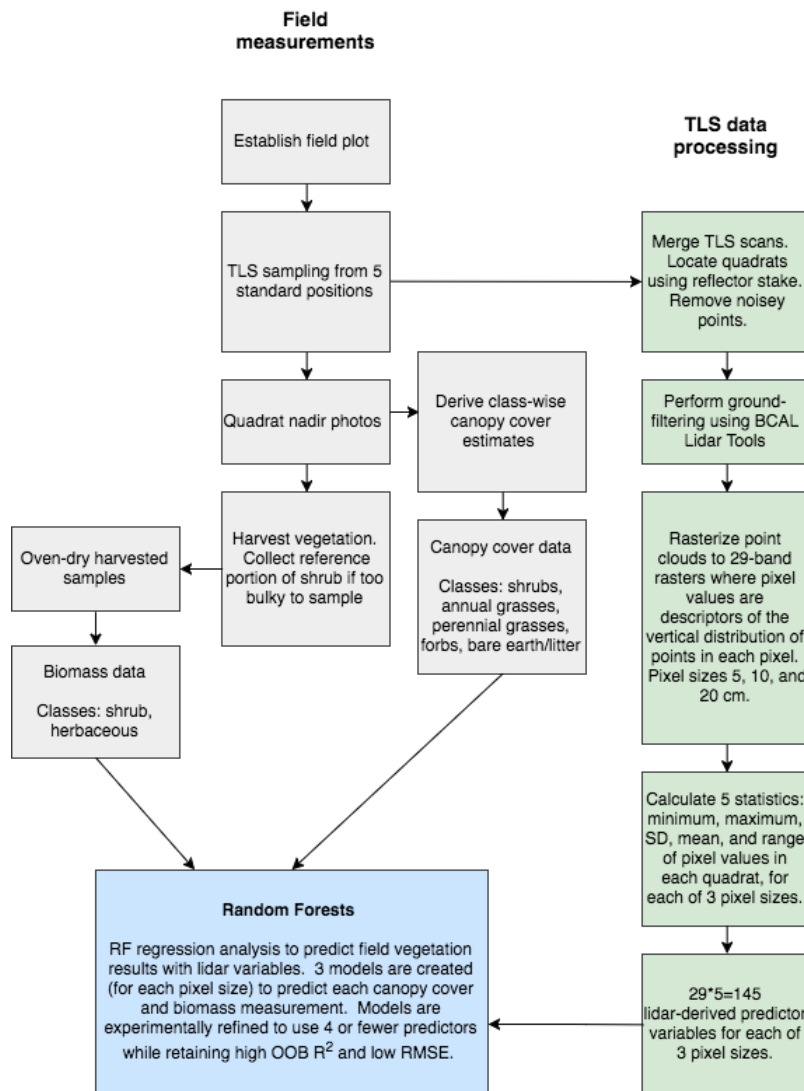 Field
measurements
Establish field plot
TLS sampling from 5
standard positions
Quadrat nadir photos
Derive class-wise
canopy cover
estimates
Harvest vegetation.
Collect reference
portion of shrub if too
bulky to sample
Canopy cover data
Classes: shrubs,
annual grasses,
perennial grasses,
forbs, bare earth/litter
Oven-dry harvested
samples
Biomass data
Classes: shrub,
herbaceous
TLS data
processing
Merge TLS scans.
Locate quadrats
using reflector stake.
Remove noisey
points.
Perform ground-
filtering using BCAL
Lidar Tools
Rasterize point
clouds to 29-band
rasters where pixel
values are
descriptors of the
vertical distribution of
points in each pixel.
Pixel sizes 5, 10, and
20 cm.
Calculate 5 statistics:
minimum, maximum,
SD, mean, and range
of pixel values in
each quadrat, for
each of 3 pixel sizes.
29*5=145
lidar-derived predictor
variables for each of
3 pixel sizes.
Random Forests
RF regression analysis to predict field vegetation
results with lidar variables.  3 models are created
(for each pixel size) to predict each canopy cover
and biomass measurement.  Models are
experimentally refined to use 4 or fewer predictors
while retaining high OOB R² and low RMSE.